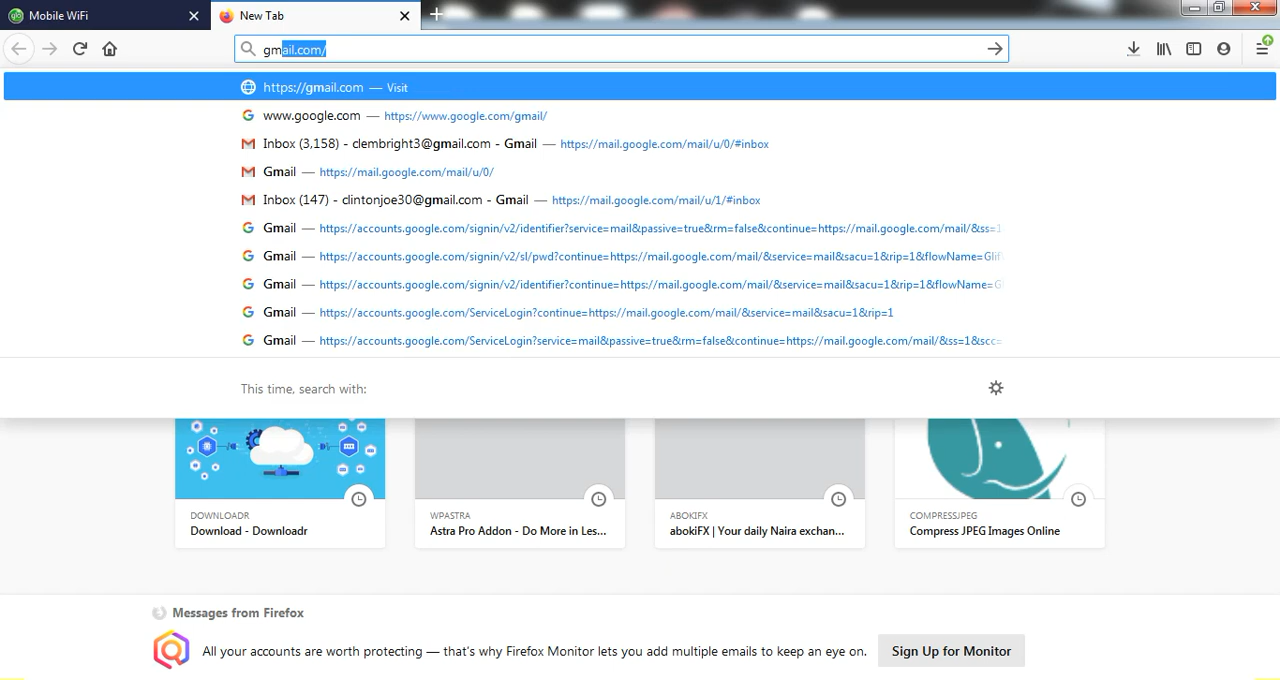 glo Mobile WiFi
New Tab
gmail.com/
https://gmail.com — Visit
www.google.com — https://www.google.com/gmail/
Inbox (3,158) - clembright3@gmail.com - Gmail — https://mail.google.com/mail/u/0/#inbox
Gmail — https://mail.google.com/mail/u/0/
Inbox (147) - clintonjoe30@gmail.com - Gmail — https://mail.google.com/mail/u/1/#inbox
Gmail — https://accounts.google.com/signin/v2/identifier?service=mail&passive=true&rm=false&continue=https://mail.google.com/mail/&ss=1
Gmail — https://accounts.google.com/signin/v2/sl/pwd?continue=https://mail.google.com/mail/&service=mail&sacu=1&rip=1&flowName=Glif
Gmail — https://accounts.google.com/signin/v2/identifier?continue=https://mail.google.com/mail/&service=mail&sacu=1&rip=1&flowName=G
Gmail — https://accounts.google.com/ServiceLogin?continue=https://mail.google.com/mail/&service=mail&sacu=1&rip=1
Gmail — https://accounts.google.com/ServiceLogin?service=mail&passive=true&rm=false&continue=https://mail.google.com/mail/&ss=1&scc=
This time, search with:
DOWNLOADR
Download - Downloadr
WPASTRA
Astra Pro Addon - Do More in Les...
ABOKIFX
abokiFX | Your daily Naira exchan...
COMPRESSJPEG
Compress JPEG Images Online
Messages from Firefox
All your accounts are worth protecting — that's why Firefox Monitor lets you add multiple emails to keep an eye on.
Sign Up for Monitor